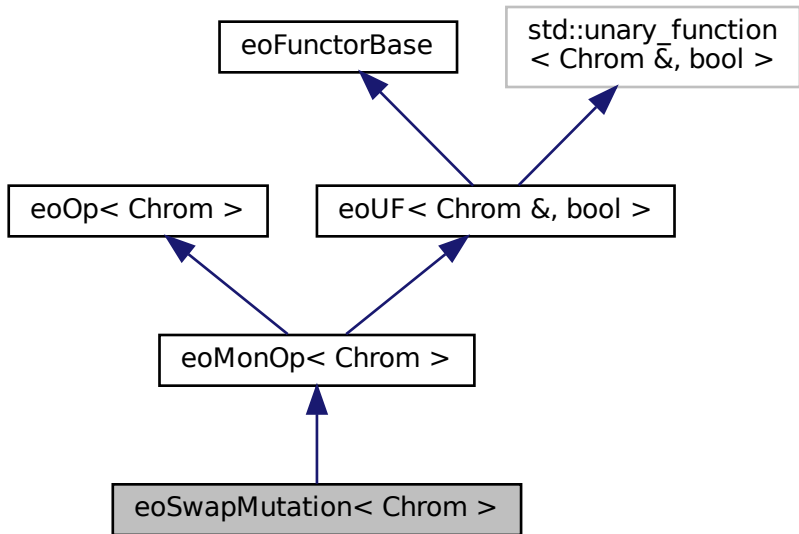 eoFunctorBase
std::unary_function
< Chrom &, bool >
eoOp< Chrom >
eoUF< Chrom &, bool >
eoMonOp< Chrom >
eoSwapMutation< Chrom >